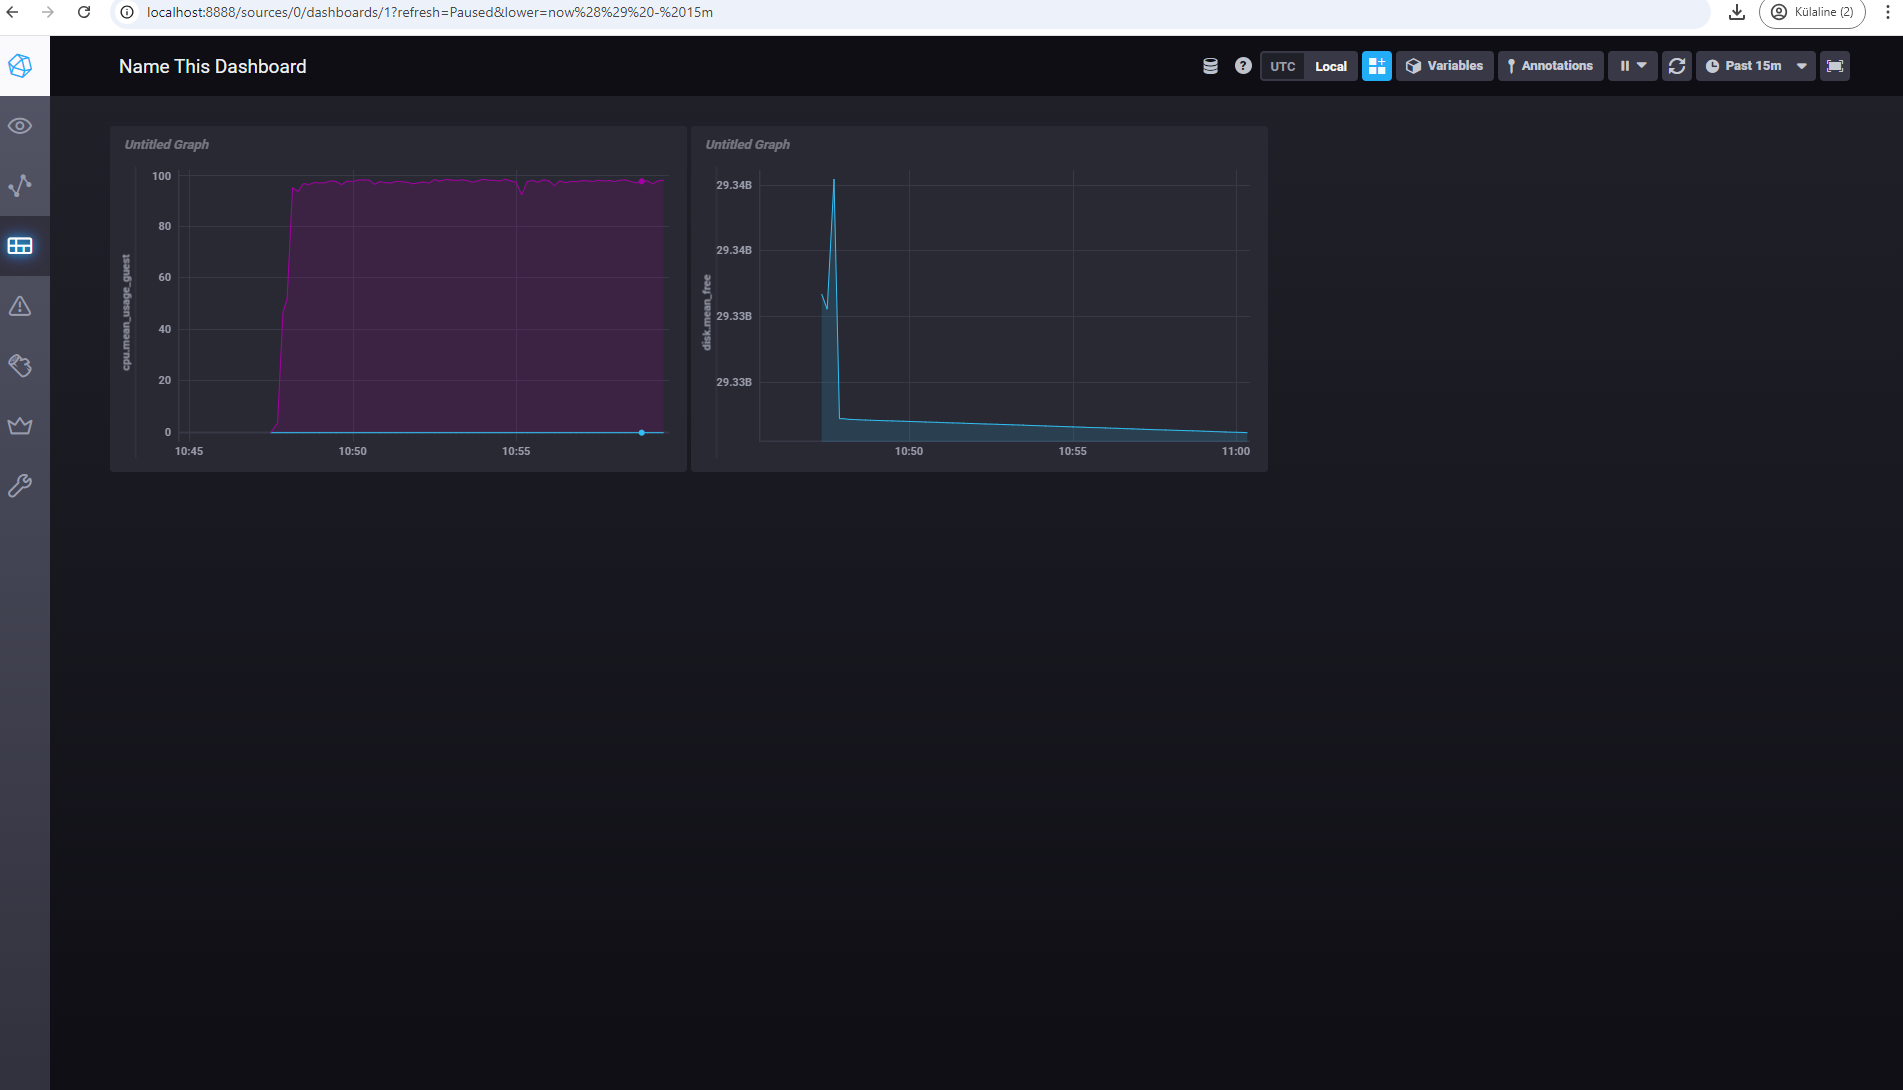 localhost:8888/sources/0/dashboards/1?refresh=Paused&lower=now%28%29%20-%2015m
Külaline (2)
Name This Dashboard
UTC Local Variables Annotations Past 15m
Untitled Graph
cpu.mean_usage_guest
100
80
60
40
20
0
10:45 10:50 10:55
Untitled Graph
disk.mean_free
29.34B
29.34B
29.33B
29.33B
10:50 10:55 11:00